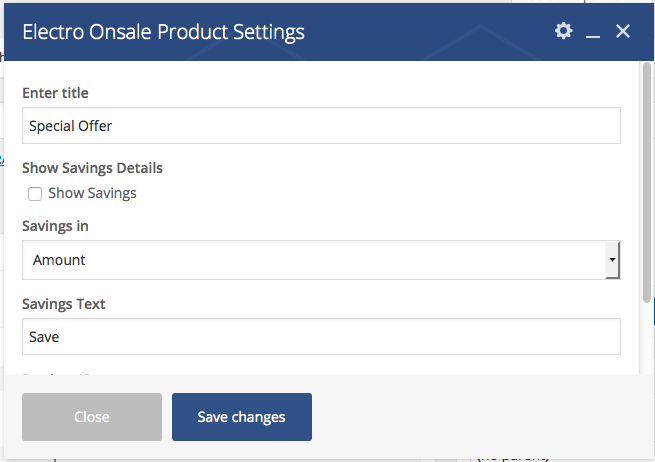 Electro Onsale Product Settings
Enter title
Special Offer
Show Savings Details
Show Savings
Savings in
Amount
Savings Text
Save
Close
Save changes
(no parent)